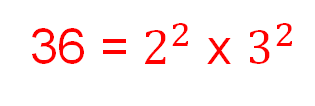 36 = 2² x 3²